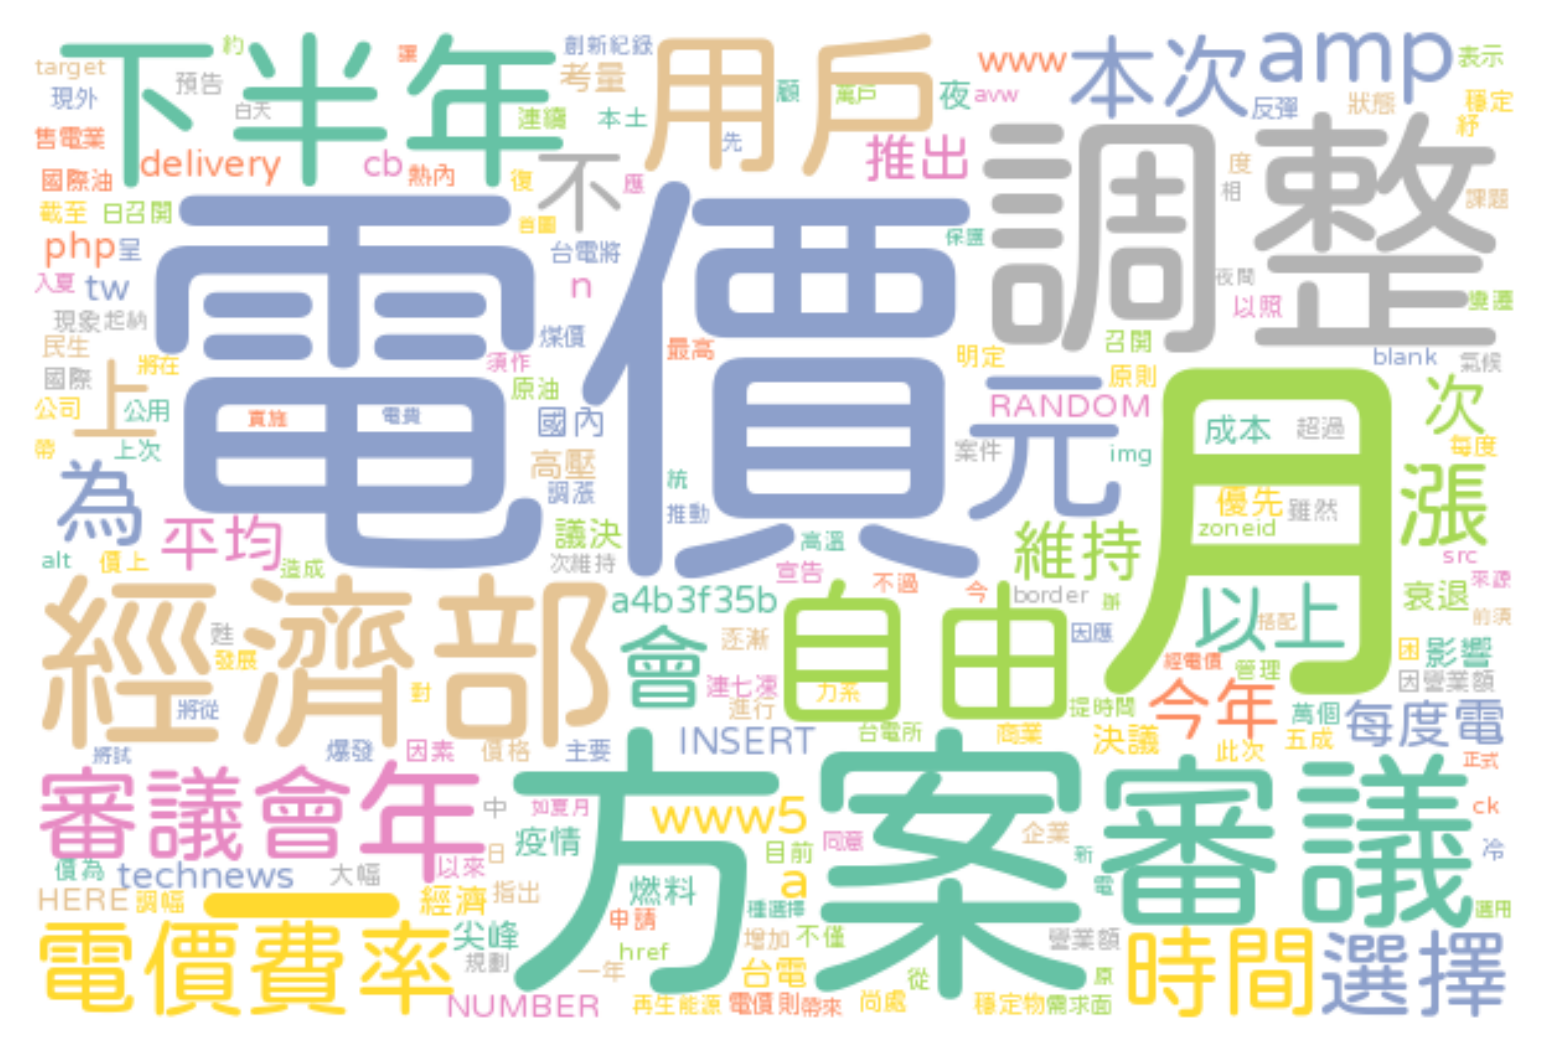 target
約
下半年
讓
創新紀錄
考量
用戶
www
本次
amp
表示
現外
預告
白天
連續
本土
顧
萬戶
夜
avw
反彈
狀態
穩定
紓
售電業
delivery
cb
熱內
不
先
推出
調整
度
國際油
復
應
相
課題
截至
日召開
首圖
保護
php
呈
電價
台電將
夜間
入夏
tw
n
以照
變遷
現象
起納
煤價
召開
民生
將在
須作
最高
明定
blank
氣候
國際
上
原油
原則
月
公司
公用
實施
電費
國內
RANDOM
元
成本
超過
次
帶
上次
高壓
案件
img
每度
為
調漲
統
優先
雖然
漲
平均
議決
推動
維持
zoneid
alt
價上
造成
次維持
高溫
宣告
src
來源
經濟部
a4b3f35b
不過
今
border
以上
搭配
衰退
前須
甦
會
逐漸
自由
因應
困
影響
發展
經電價
管理
因營業額
將從
對
連七凍
進行
力系
提時間
今年
萬個
每度電
將試
爆發
因素
價格
主要
INSERT
台電所
商業
決議
此次
五成
正式
審議會年
方案
審議
中
如夏月
www5
ck
疫情
日
目前
同意
企業
新
冷
價為
technews
大幅
以來
a
電
HERE
調幅
一
經濟
指出
燃料
種選擇
選用
電價費率
尖峰
申請
增加
不僅
營業額
時間
選擇
規劃
href
一年
台電
從
原
NUMBER
再生能源
電價
則
帶來
尚處
穩定物
需求面